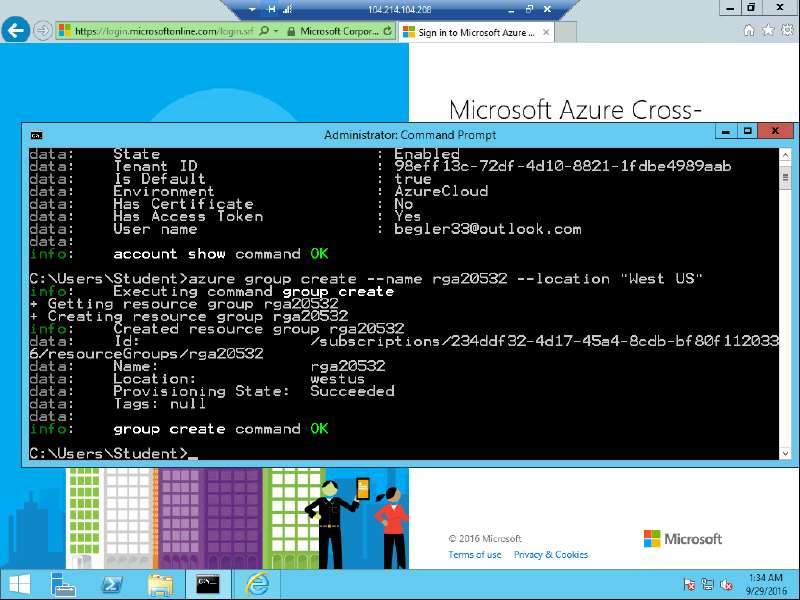 104.214.104.208
https://login.microsoftonline.com/login.srf
Microsoft Corpor...
Sign in to Microsoft Azure ...
Microsoft Azure Cross-
Administrator: Command Prompt
data:    State                      : Enabled
data:    Tenant ID                  : 98eff13c-72df-4d10-8821-1fdbe4989aab
data:    Is Default                 : true
data:    Environment                : AzureCloud
data:    Has Certificate            : No
data:    Has Access Token           : Yes
data:    User name                  : begler33@outlook.com
data:
info:    account show command OK
C:\Users\Student>azure group create --name rga20532 --location "West US"
info:    Executing command group create
+ Getting resource group rga20532
+ Creating resource group rga20532
info:    Created resource group rga20532
data:    Id:                  /subscriptions/234ddf32-4d17-45a4-8cdb-bf80f112033
6/resourceGroups/rga20532
data:    Name:                rga20532
data:    Location:            westus
data:    Provisioning State:  Succeeded
data:    Tags: null
data:
info:    group create command OK
C:\Users\Student>_
© 2016 Microsoft
Microsoft
Terms of use   Privacy & Cookies
1:34 AM
9/29/2016